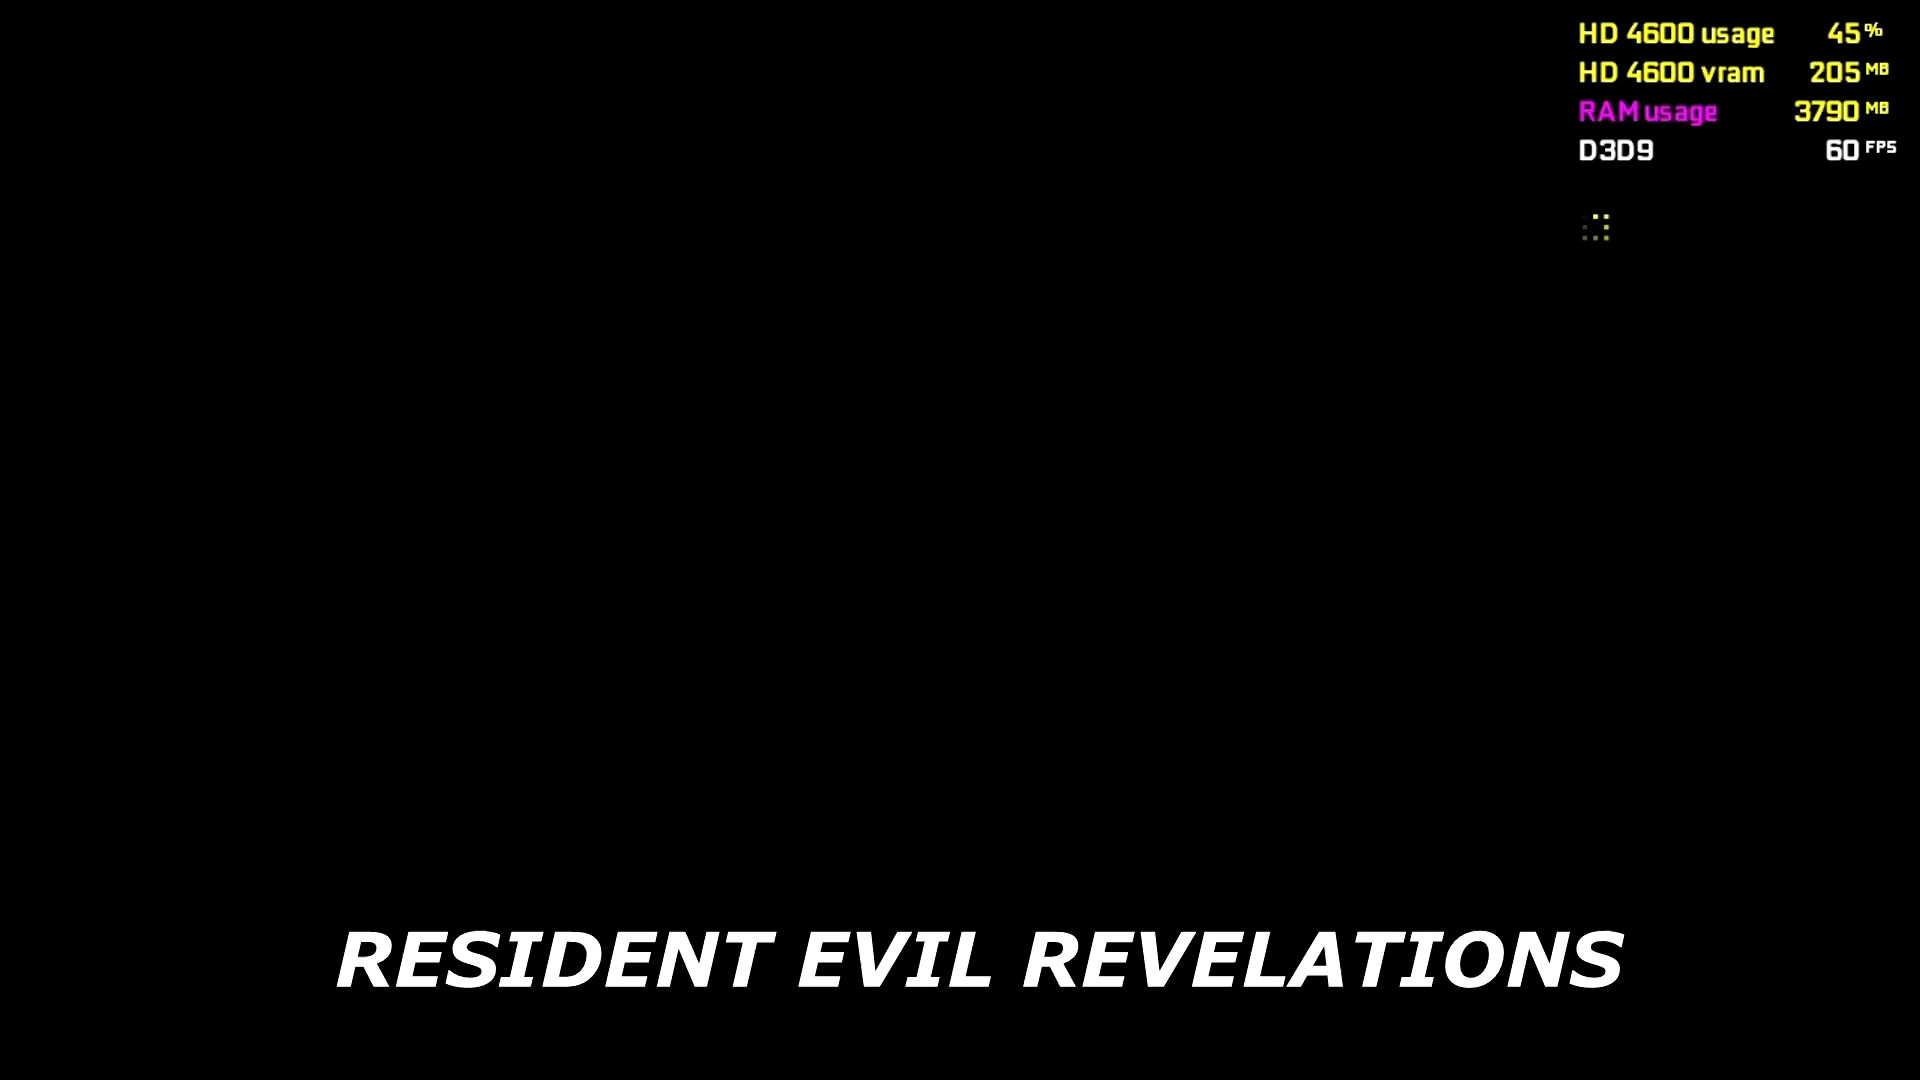 HD 4600 usage 45 %
HD 4600 vram 205 MB
RAM usage 3790 MB
D3D9 60 FPS
RESIDENT EVIL REVELATIONS